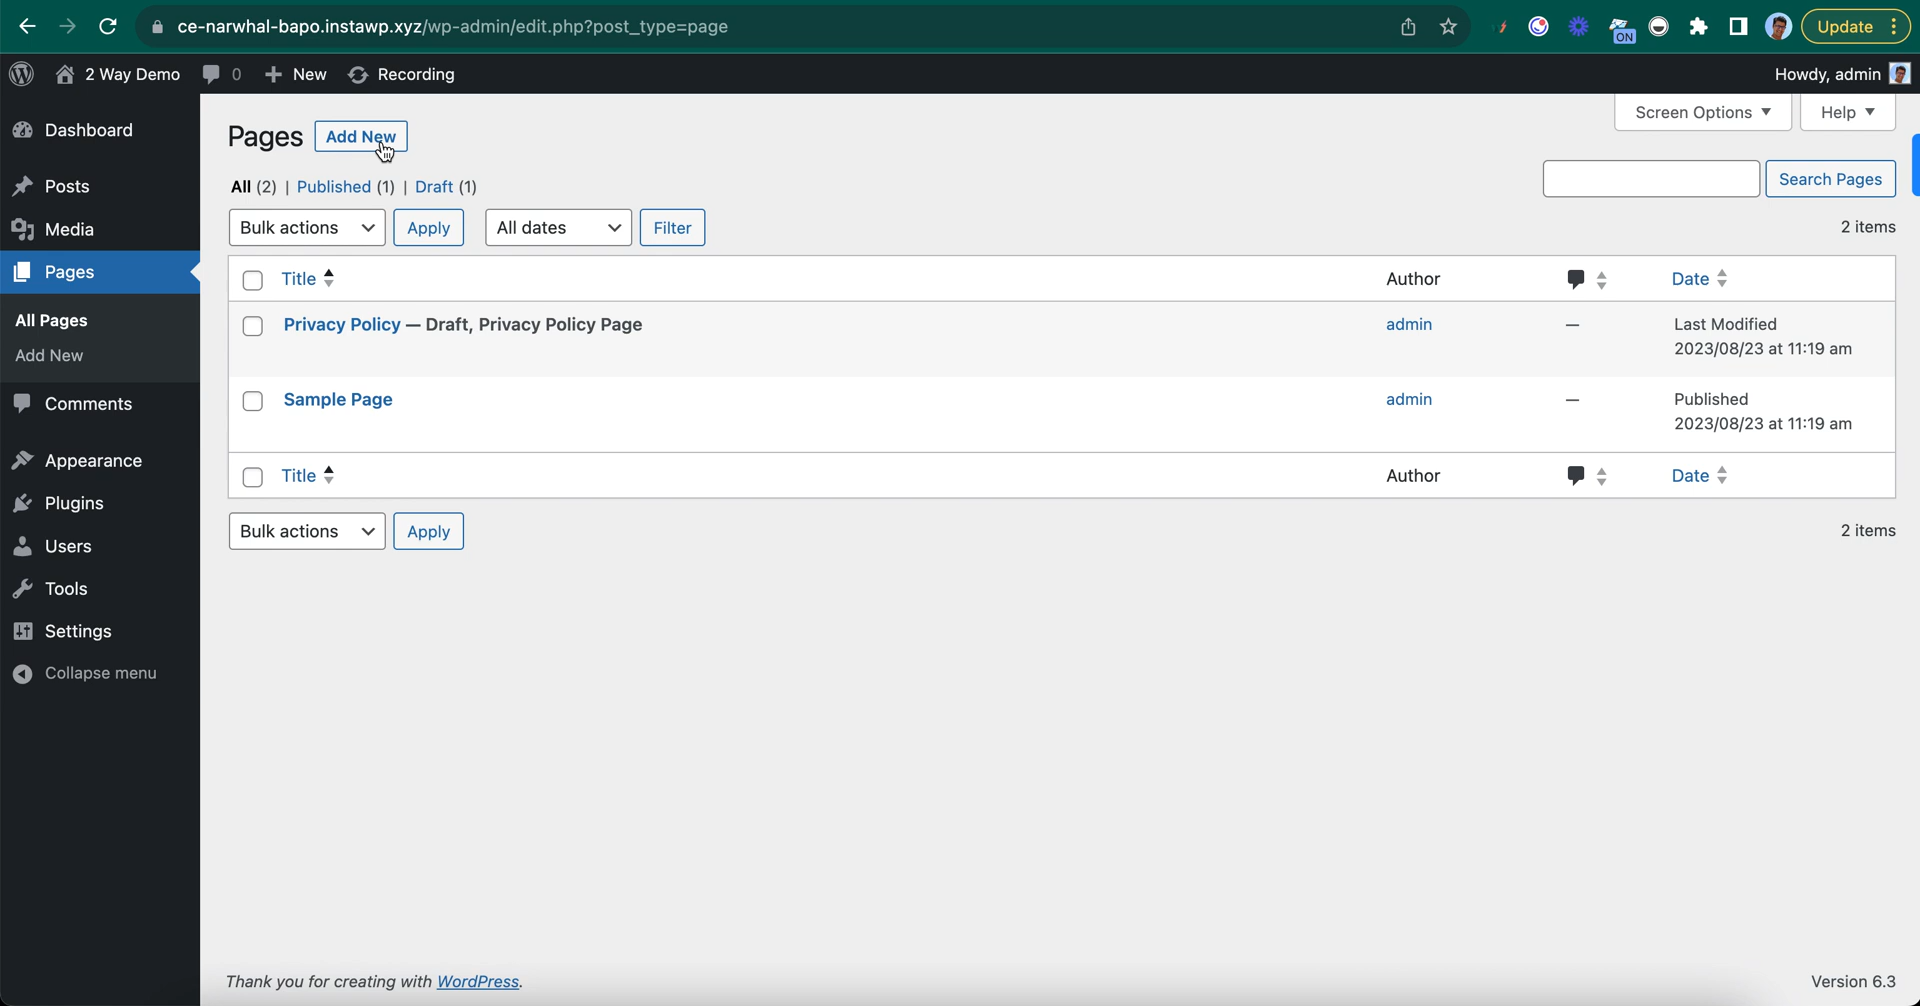 ce-narwhal-bapo.instawp.xyz/wp-admin/edit.php?post_type=page
ON
Update
2 Way Demo 0 New Recording
Howdy, admin
Dashboard
Posts
Media
Pages
All Pages
Add New
Comments
Appearance
Plugins
Users
Tools
Settings
Collapse menu
Screen Options Help
Pages Add New
All (2) | Published (1) | Draft (1)
Search Pages
Bulk actions Apply All dates Filter
2 items
Title Author Date
Privacy Policy — Draft, Privacy Policy Page admin — Last Modified
2023/08/23 at 11:19 am
Sample Page admin — Published
2023/08/23 at 11:19 am
Title Author Date
Bulk actions Apply
2 items
Thank you for creating with WordPress.
Version 6.3